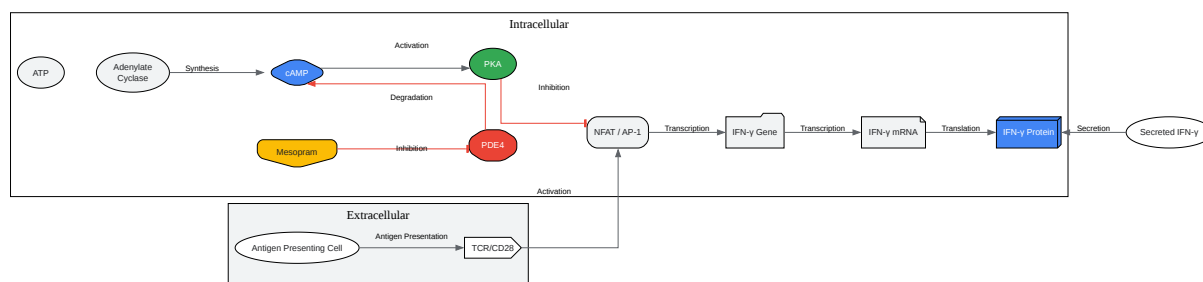 Intracellular
ATP
Adenylate
Cyclase
Synthesis
cAMP
Activation
PKA
Degradation
Inhibition
Mesopram
Inhibition
PDE4
NFAT / AP-1
Transcription
IFN-γ Gene
Transcription
IFN-γ mRNA
Translation
IFN-γ Protein
Secretion
Secreted IFN-γ
Activation
Extracellular
Antigen Presenting Cell
Antigen Presentation
TCR/CD28